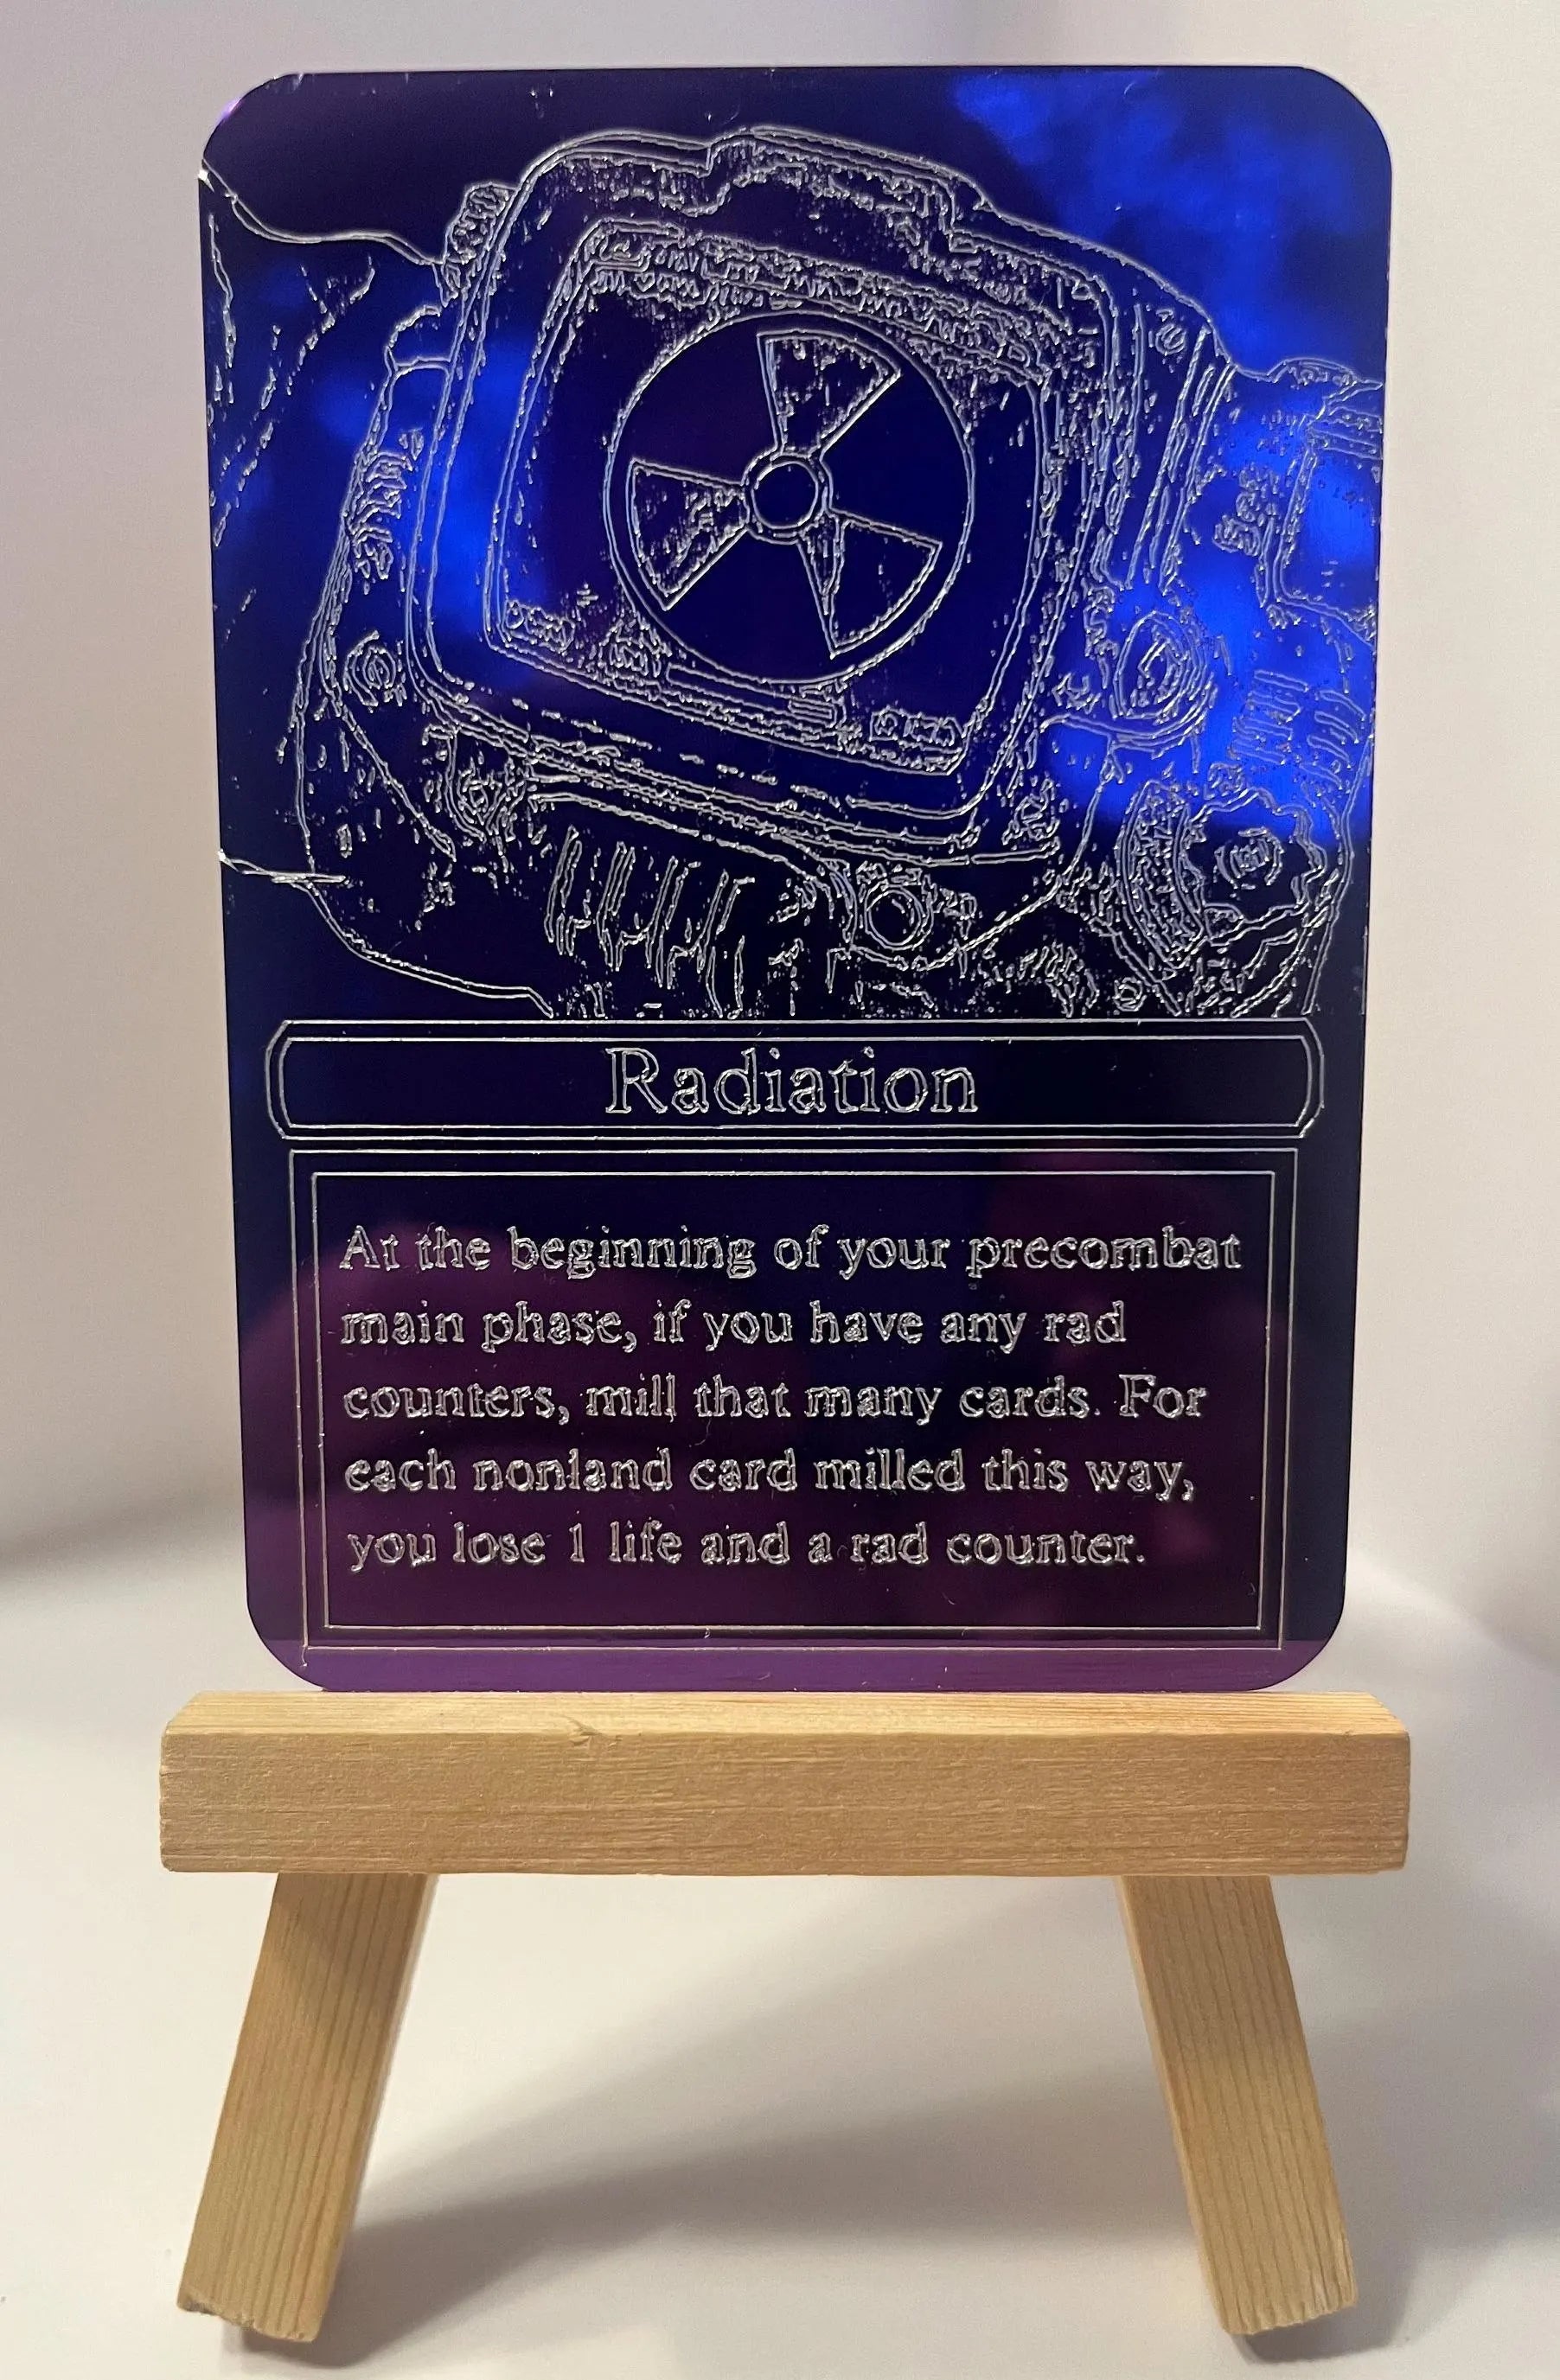 Radiation
At the beginning of your precombat
main phase, if you have any rad
counters, mill that many cards. For
each nonland card milled this way,
you lose 1 life and a rad counter.